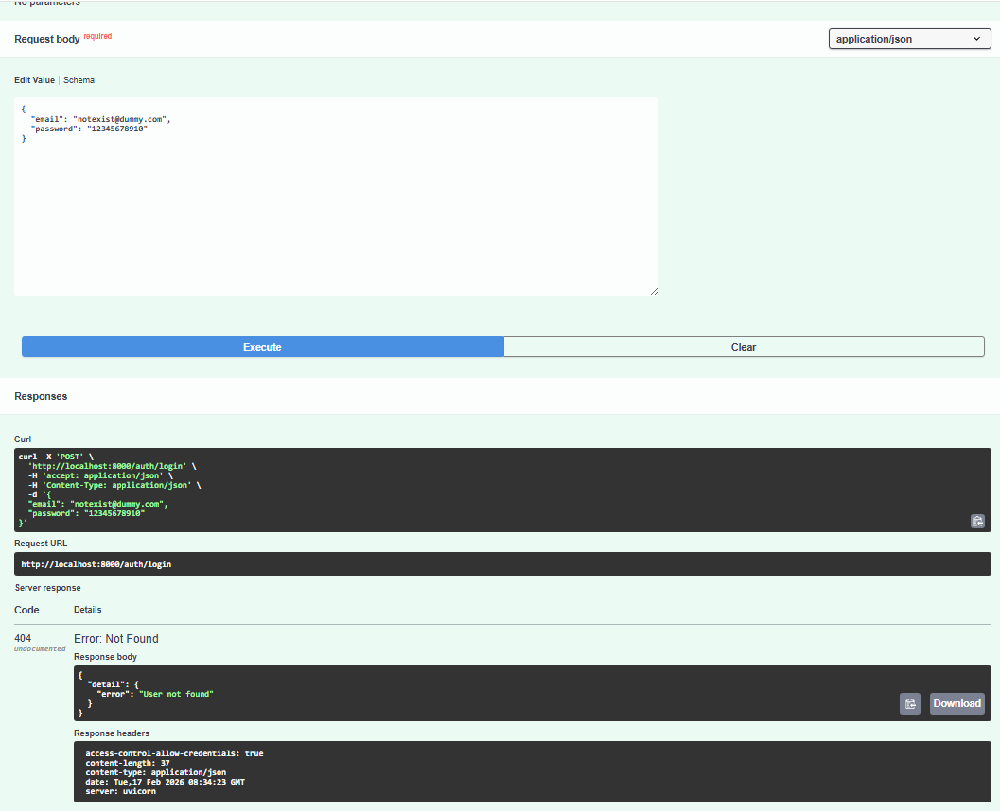 No parameters
Request body required
application/json
Edit Value | Schema
{
  "email": "notexist@dummy.com",
  "password": "12345678910"
}
Execute
Clear
Responses
Curl
curl -X 'POST' \
  'http://localhost:8000/auth/login' \
  -H 'accept: application/json' \
  -H 'Content-Type: application/json' \
  -d '{
  "email": "notexist@dummy.com",
  "password": "12345678910"
}'
Request URL
http://localhost:8000/auth/login
Server response
Code Details
404 Error: Not Found
Undocumented
Response body
{
  "detail": {
    "error": "User not found"
  }
}
Download
Response headers
access-control-allow-credentials: true
content-length: 37
content-type: application/json
date: Tue,17 Feb 2026 08:34:23 GMT
server: uvicorn